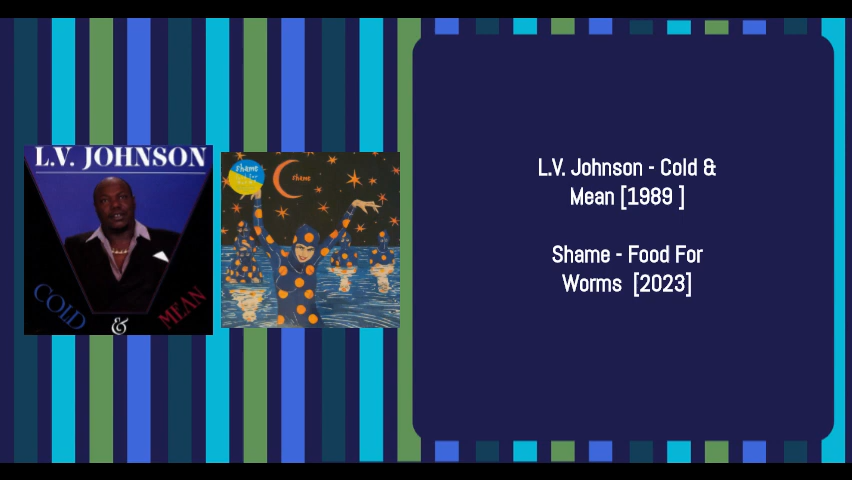 L.V. JOHNSON
COLD
&
MEAN
shame
shame
L.V. Johnson - Cold &
Mean [1989 ]
Shame - Food For
Worms  [2023]